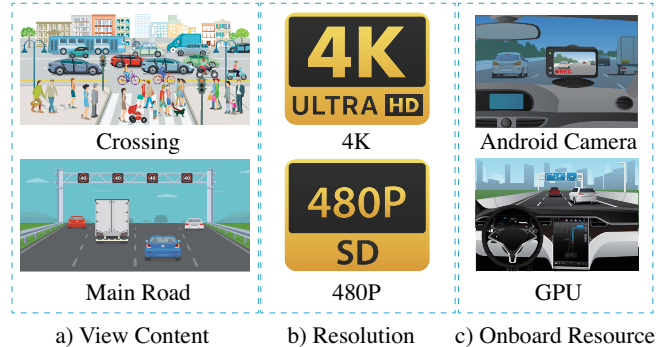 4K
ULTRA HD
Crossing
4K
Android Camera
REC
40 40 40 40
480P
SD
Main Road
480P
GPU
a) View Content
b) Resolution
c) Onboard Resource